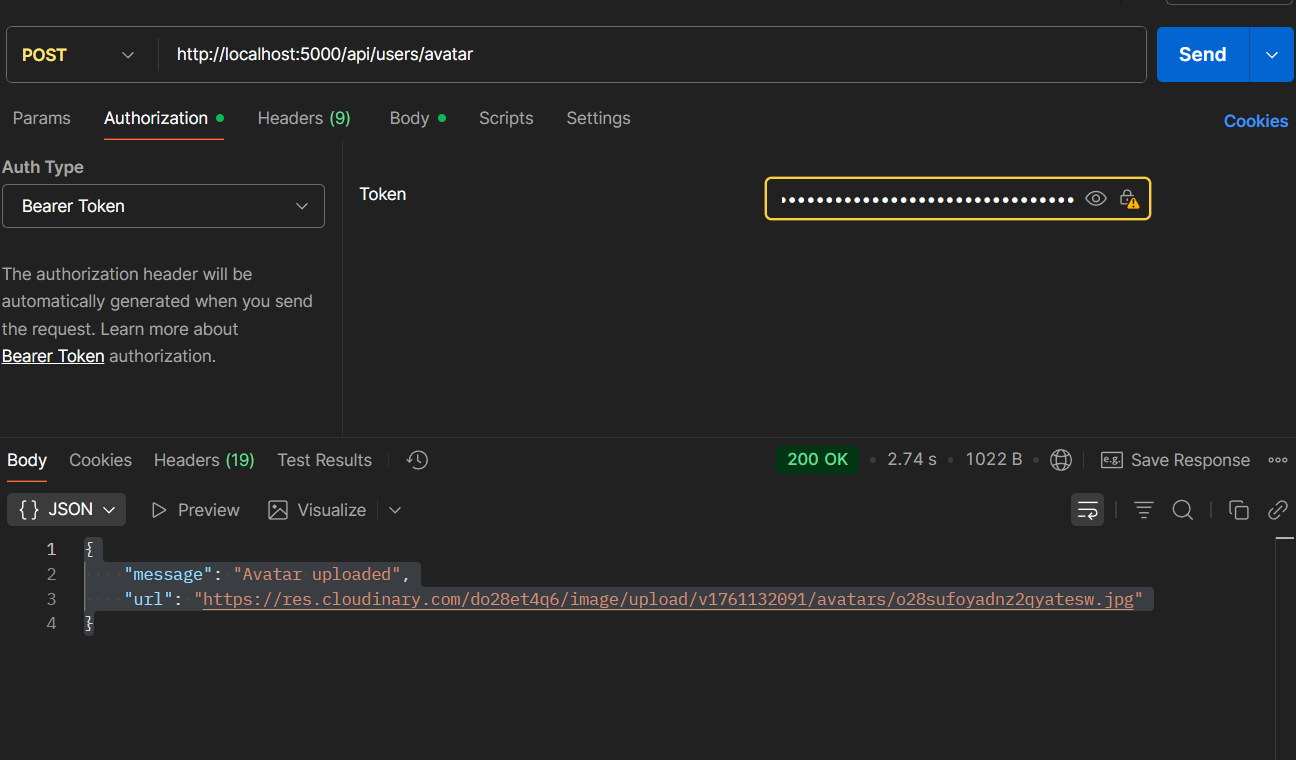 POST http://localhost:5000/api/users/avatar Send
Params Authorization Headers (9) Body Scripts Settings Cookies
Auth Type
Bearer Token
Token
The authorization header will be
automatically generated when you send
the request. Learn more about
Bearer Token authorization.
Body Cookies Headers (19) Test Results 200 OK 2.74 s 1022 B e.g. Save Response
{} JSON Preview Visualize
1 {
2 "message": "Avatar uploaded",
3 "url": "https://res.cloudinary.com/do28et4q6/image/upload/v1761132091/avatars/o28sufoyadnz2qyatesw.jpg"
4 }